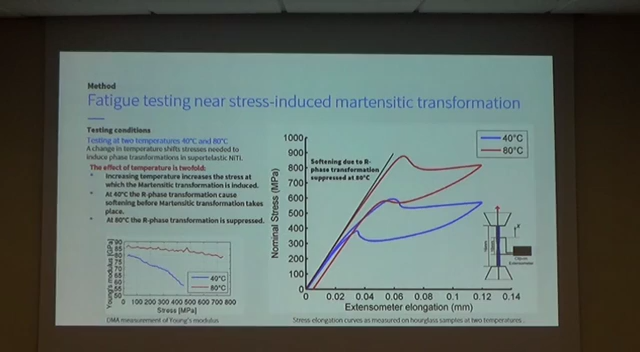 Method
Fatigue testing near stress-induced martensitic transformation
Testing conditions
Testing at two temperatures 40°C and 80°C
A change in temperature shifts stresses needed to
induce phase transformations in superelastic NiTi.
The effect of temperature is twofold:
• Increasing temperature increases the stress at
which the Martensitic transformation is induced.
• At 40°C the R-phase transformation cause
softening before Martensitic transformation takes
place.
• At 80°C the R-phase transformation is suppressed.
Young's modulus [GPa]
90
85
80
75
70
65
60
55
50
0 100 200 300 400 500 600 700 800
Stress [MPa]
40°C
80°C
DMA measurement of Young's modulus
Nominal Stress (MPa)
1000
900
800
700
600
500
400
300
200
100
0
0 0.02 0.04 0.06 0.08 0.1 0.12 0.14
Extensometer elongation (mm)
Softening due to R-
phase transformation
suppressed at 80°C
40°C
80°C
Extensometer
Stress elongation curves as measured on hourglass samples at two temperatures.